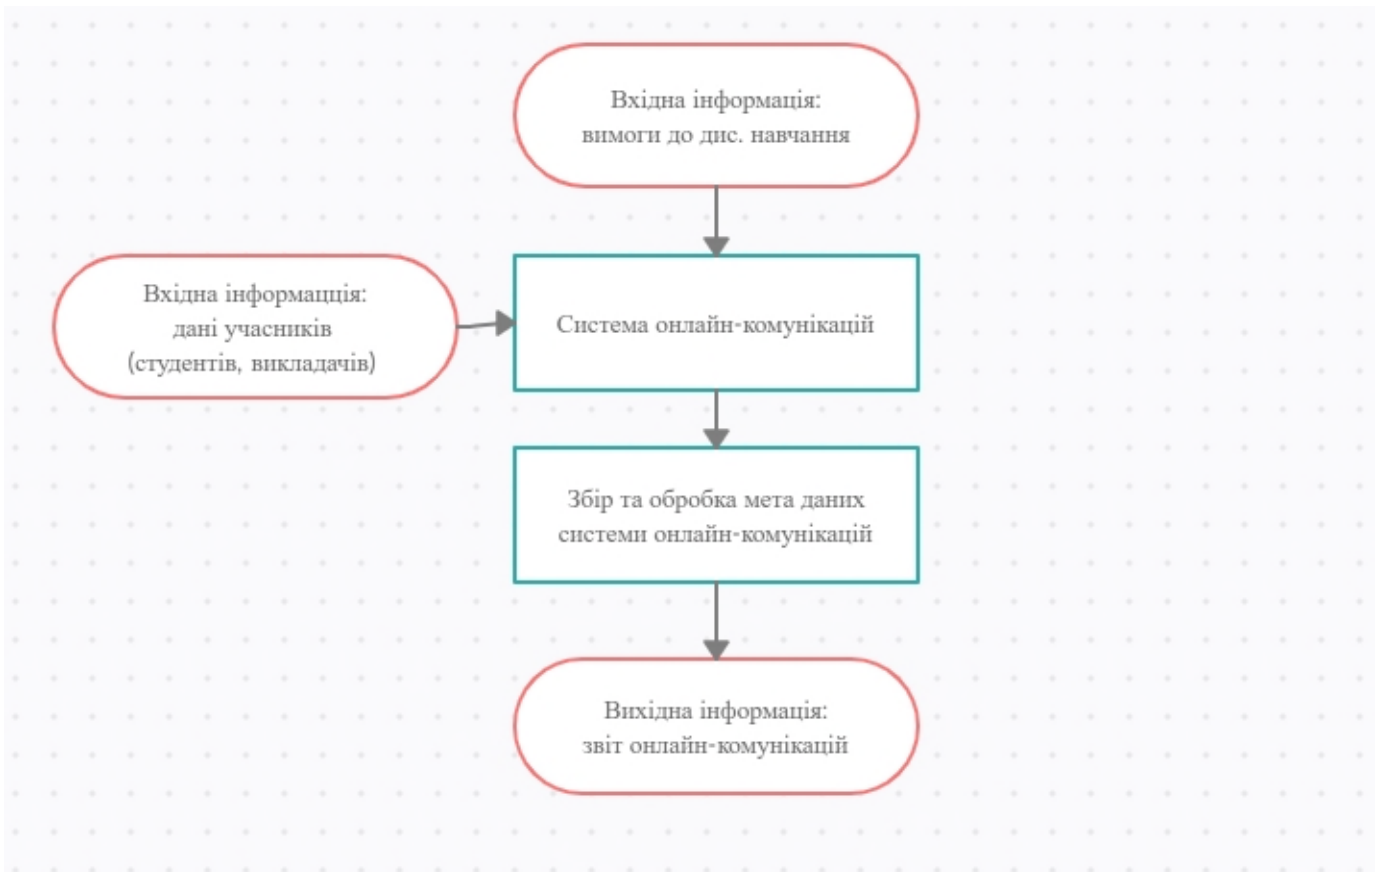 Вхідна інформація:
вимоги до дис. навчання
Вхідна інформацція:
дані учасників
(студентів, викладачів)
Система онлайн-комунікацій
Збір та обробка мета даних
системи онлайн-комунікацій
Вихідна інформація:
звіт онлайн-комунікацій